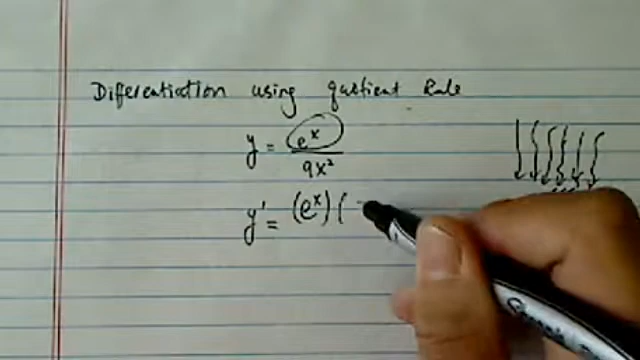 Diferentiation using quotient Rule
y = e^x / 9x²
y' = (e^x) (